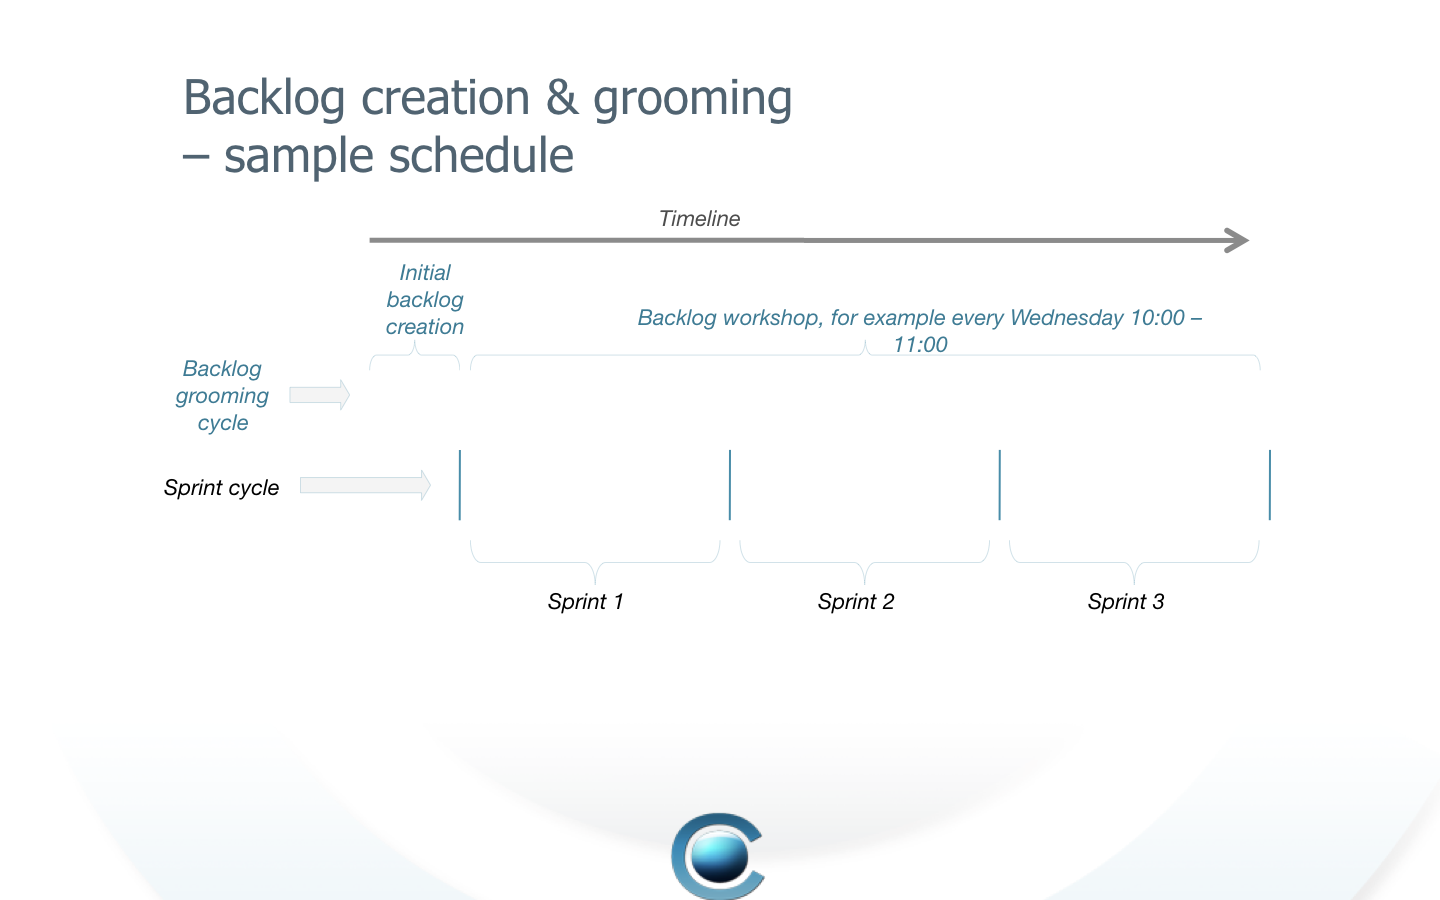 Backlog creation & grooming
– sample schedule
Timeline
Initial
backlog
creation
Backlog workshop, for example every Wednesday 10:00 –
11:00
Backlog
grooming
cycle
Sprint cycle
Sprint 1
Sprint 2
Sprint 3